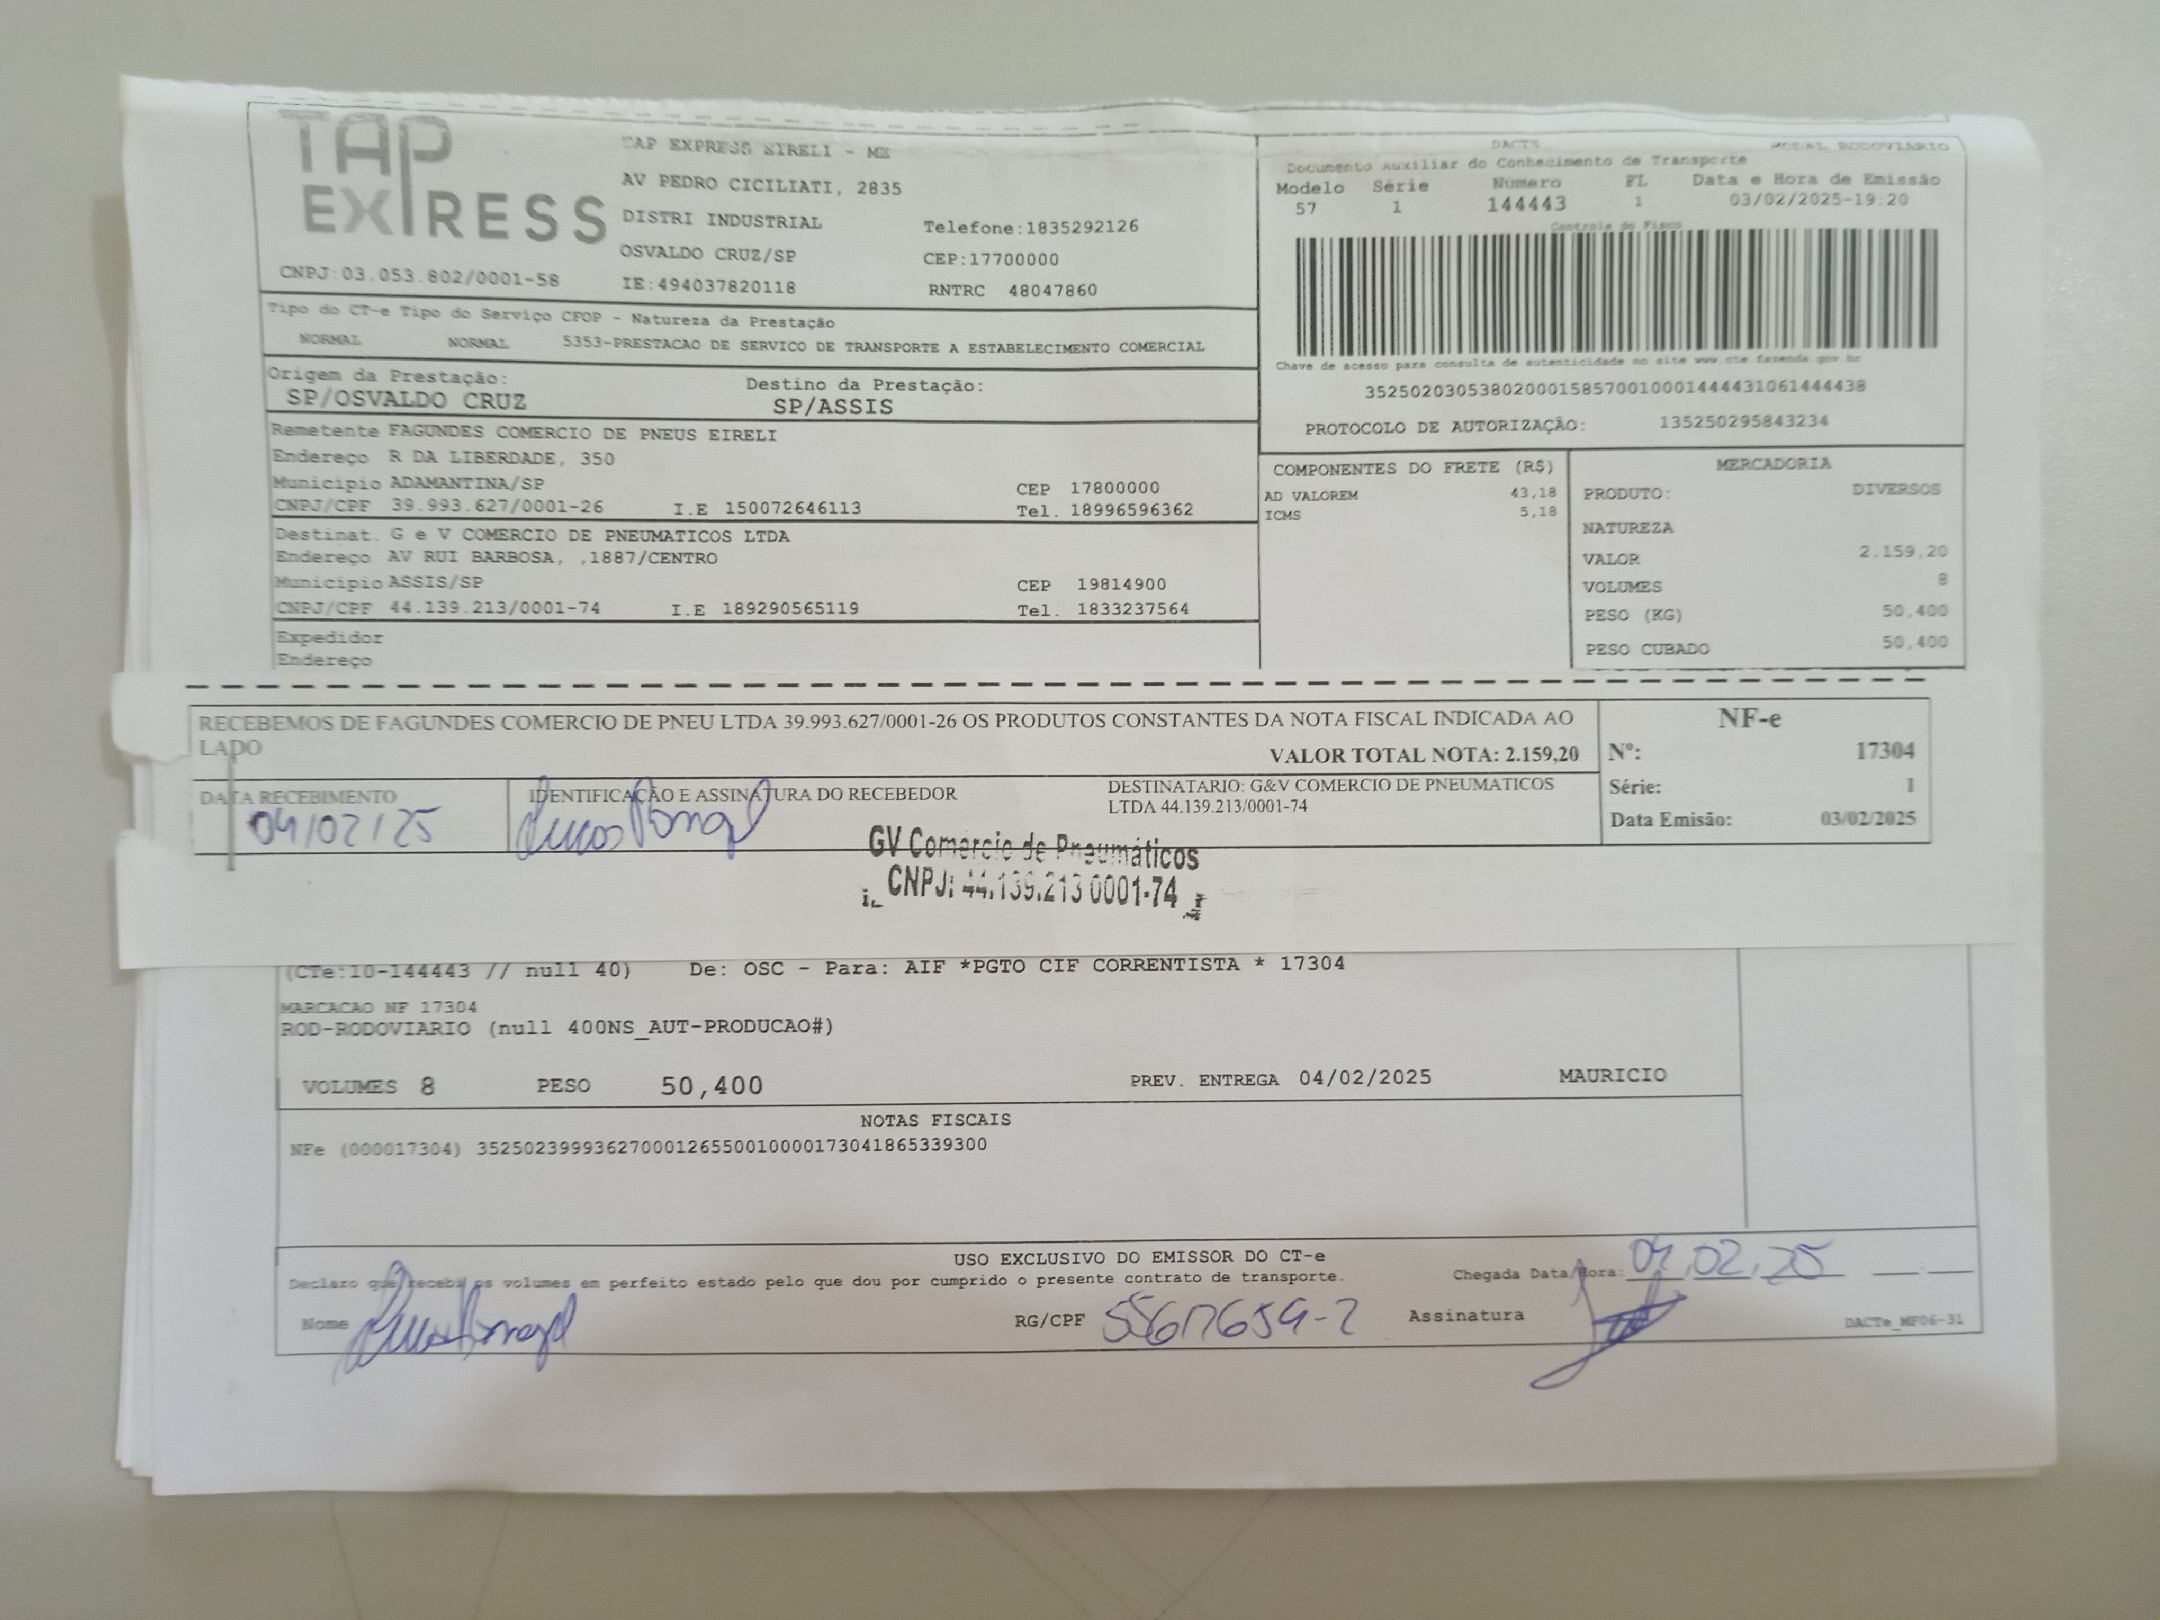 TAP
EXPRESS
TAP EXPRESS EIRELI - ME
AV PEDRO CICILIATI, 2835
DISTRI INDUSTRIAL
Telefone:1835292126
OSVALDO CRUZ/SP
CEP:17700000
CNPJ:03.053.802/0001-58
IE:494037820118
RNTRC 48047860
DACTE
MODAL RODOVIARIO
Documento Auxiliar do Conhecimento de Transporte
Modelo Série Número FL Data e Hora de Emissão
57 1 144443 1 03/02/2025-19:20
Controle do Fisco
Chave de acesso para consulta de autenticidade no site www.cte.fazenda.gov.br
35250203053802000158570010001444431061444438
PROTOCOLO DE AUTORIZAÇÃO: 135250295843234
Tipo do CT-e Tipo do Serviço CFOP - Natureza da Prestação
NORMAL NORMAL 5353-PRESTACAO DE SERVICO DE TRANSPORTE A ESTABELECIMENTO COMERCIAL
Origem da Prestação: Destino da Prestação:
SP/OSVALDO CRUZ SP/ASSIS
Remetente FAGUNDES COMERCIO DE PNEUS EIRELI
Endereço R DA LIBERDADE, 350
Municipio ADAMANTINA/SP CEP 17800000
CNPJ/CPF 39.993.627/0001-26 I.E 150072646113 Tel. 18996596362
Destinat. G e V COMERCIO DE PNEUMATICOS LTDA
Endereço AV RUI BARBOSA, ,1887/CENTRO
Municipio ASSIS/SP CEP 19814900
CNPJ/CPF 44.139.213/0001-74 I.E 189290565119 Tel. 1833237564
Expedidor
Endereço
COMPONENTES DO FRETE (R$)
AD VALOREM 43,18
ICMS 5,18
MERCADORIA
PRODUTO: DIVERSOS
NATUREZA
VALOR 2.159,20
VOLUMES 8
PESO (KG) 50,400
PESO CUBADO 50,400
RECEBEMOS DE FAGUNDES COMERCIO DE PNEU LTDA 39.993.627/0001-26 OS PRODUTOS CONSTANTES DA NOTA FISCAL INDICADA AO
LADO
VALOR TOTAL NOTA: 2.159,20
NF-e
Nº: 17304
Série: 1
Data Emisão: 03/02/2025
DATA RECEBIMENTO
04/02/25
IDENTIFICAÇÃO E ASSINATURA DO RECEBEDOR
DESTINATARIO: G&V COMERCIO DE PNEUMATICOS
LTDA 44.139.213/0001-74
GV Comércio de Pneumáticos
CNPJ: 44.139.213 0001-74
(CTe:10-144443 // null 40) De: OSC - Para: AIF *PGTO CIF CORRENTISTA * 17304
MARCACAO NF 17304
ROD-RODOVIARIO (null 400NS_AUT-PRODUCAO#)
VOLUMES 8 PESO 50,400 PREV. ENTREGA 04/02/2025 MAURICIO
NOTAS FISCAIS
NFe (000017304) 35250239993627000126550010000173041865339300
USO EXCLUSIVO DO EMISSOR DO CT-e
Declaro que recebi os volumes em perfeito estado pelo que dou por cumprido o presente contrato de transporte.
Chegada Data/Hora: 04,02,25
Nome
RG/CPF
Assinatura
DACTe_MF06-31